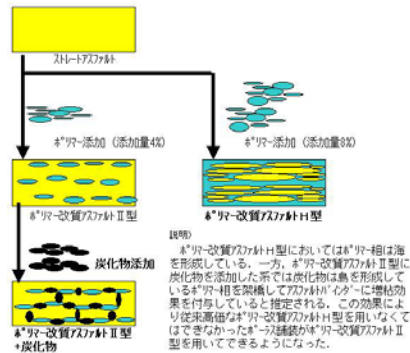 ストレートアスファルト
ポリマー添加(添加量4%)
ポリマー添加(添加量8%)
ポリマー改質アスファルトⅡ型
ポリマー改質アスファルトH型
炭化物添加
ポリマー改質アスファルトⅡ型
+炭化物
説明)
ポリマー改質アスファルトH型においてはポリマー相は海
を形成している.一方,ポリマー改質アスファルトⅡ型に
炭化物を添加した系では炭化物は島を形成して
いるポリマー相を架橋してアスファルトバインダーに増粘効
果を付与していると推定される.この効果によ
り従来高価なポリマー改質アスファルトH型を用いなくて
はできなかったポーラス舗装がポリマー改質アスファルトⅡ
型を用いてできるようになった.